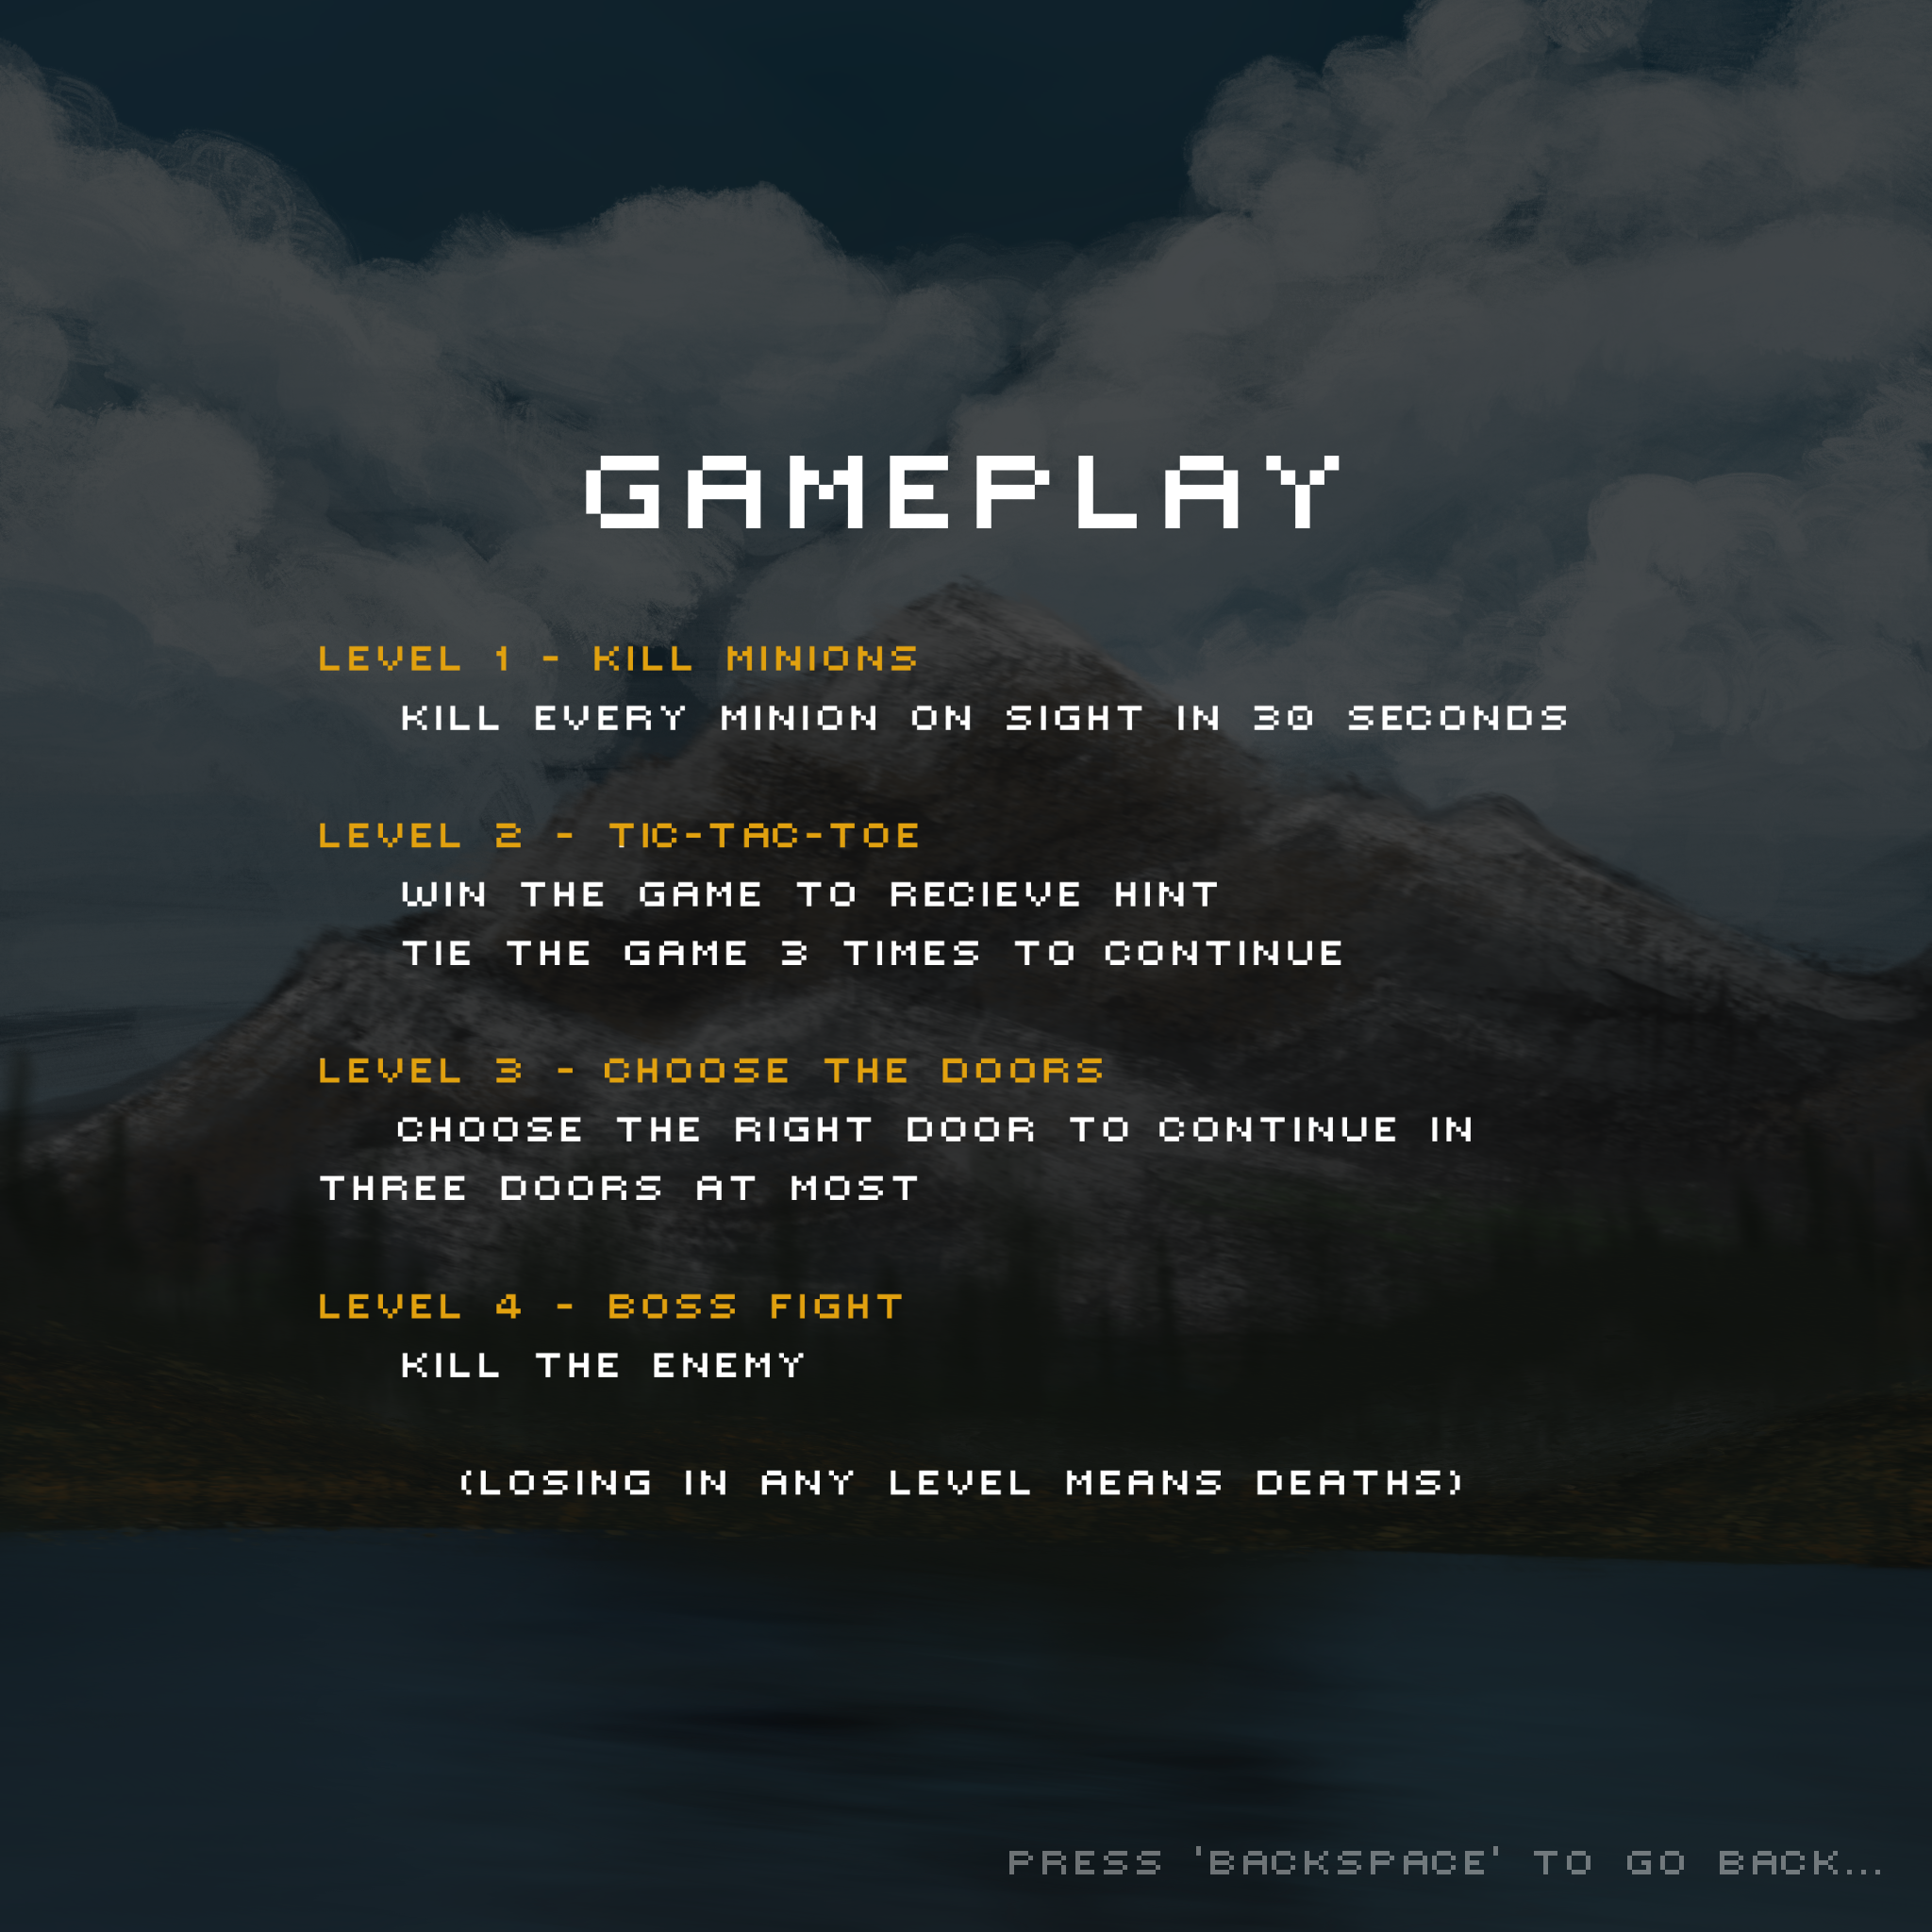 GAMEPLAY
LEVEL 1 - KILL MINIONS
KILL EVERY MINION ON SIGHT IN 30 SECONDS
LEVEL 2 - TIC-TAC-TOE
WIN THE GAME TO RECIEVE HINT
TIE THE GAME 3 TIMES TO CONTINUE
LEVEL 3 - CHOOSE THE DOORS
CHOOSE THE RIGHT DOOR TO CONTINUE IN
THREE DOORS AT MOST
LEVEL 4 - BOSS FIGHT
KILL THE ENEMY
(LOSING IN ANY LEVEL MEANS DEATHS)
PRESS 'BACKSPACE' TO GO BACK...